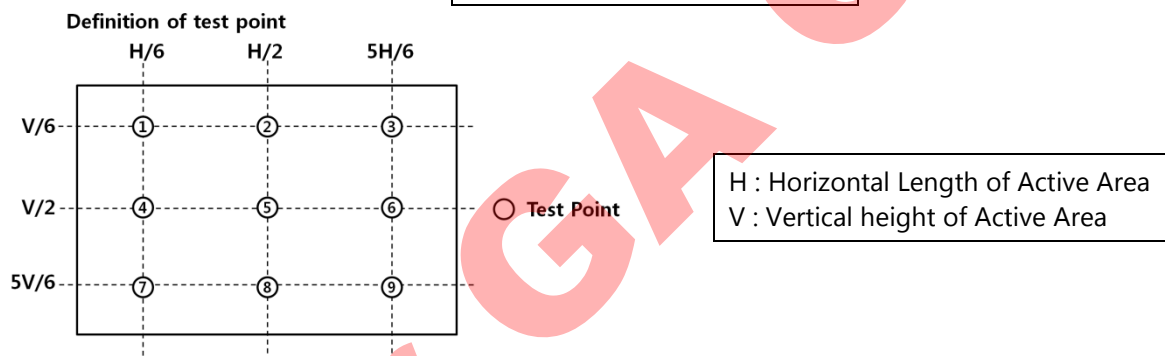 Definition of test point
H/6 H/2 5H/6
V/6 ① ② ③
V/2 ④ ⑤ ⑥ Test Point
5V/6 ⑦ ⑧ ⑨
H : Horizontal Length of Active Area
V : Vertical height of Active Area
GA